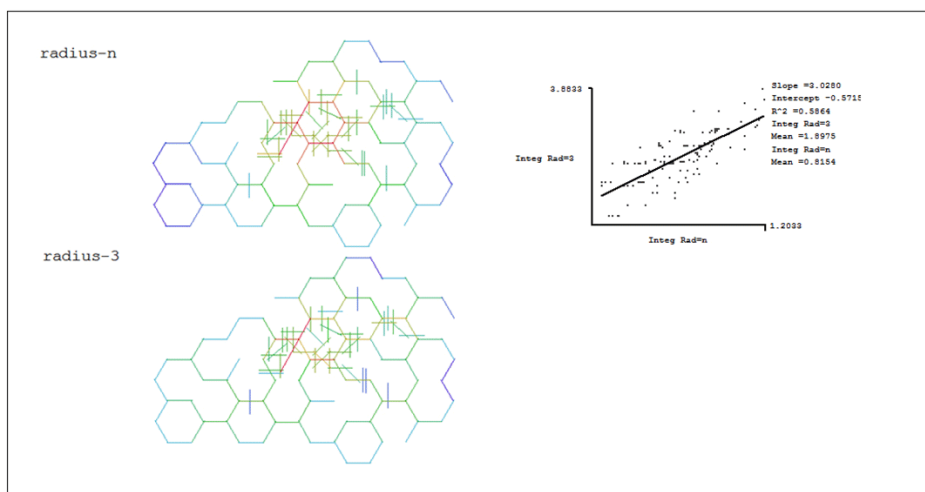 radius-n
radius-3
3.8833
Integ Rad=3
Integ Rad=n
1.2033
Slope =3.0280
Intercept -0.5715
R^2 =0.5864
Integ Rad=3
Mean =1.8975
Integ Rad=n
Mean =0.8154